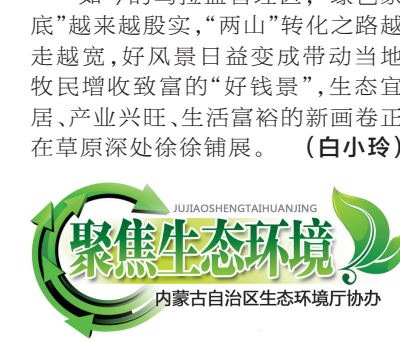 底”越来越殷实，“两山”转化之路越
走越宽，好风景日益变成带动当地
牧民增收致富的“好钱景”，生态宜
居、产业兴旺、生活富裕的新画卷正
在草原深处徐徐铺展。 （白小玲）
JUJIAOSHENGTAIHUANJING
聚焦生态环境
内蒙古自治区生态环境厅协办